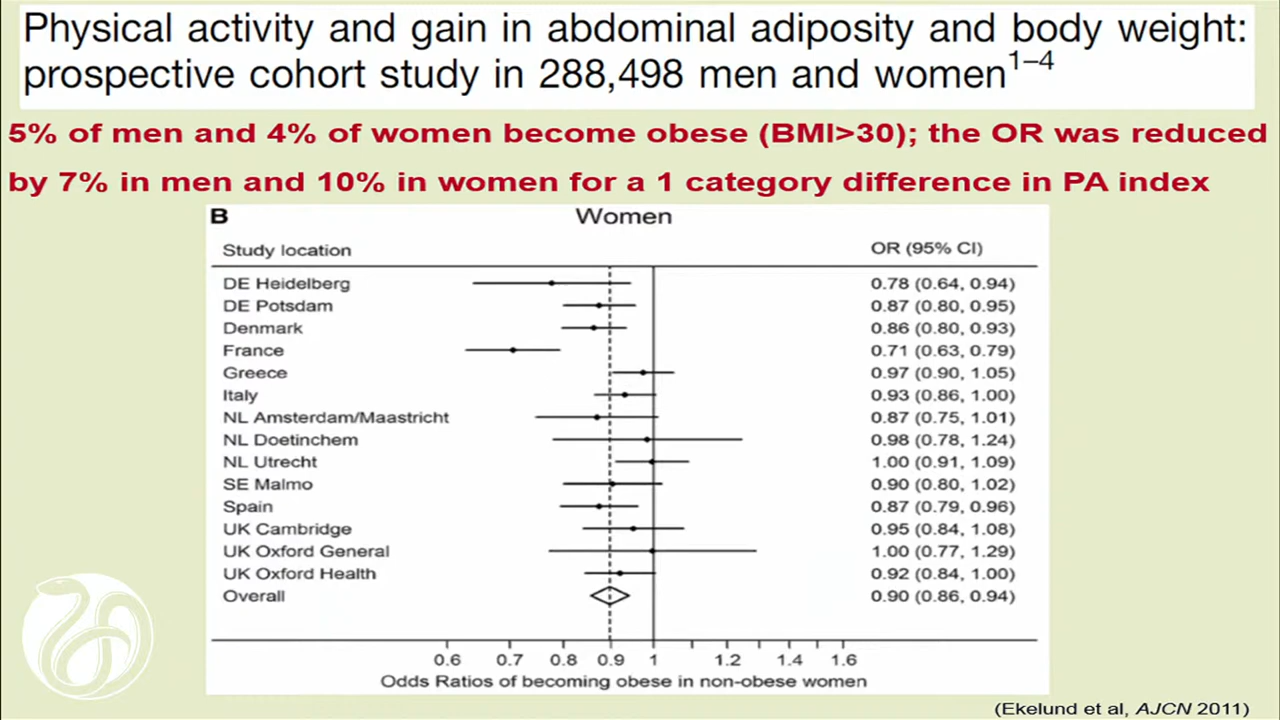 Physical activity and gain in abdominal adiposity and body weight:
prospective cohort study in 288,498 men and women1–4
5% of men and 4% of women become obese (BMI>30); the OR was reduced
by 7% in men and 10% in women for a 1 category difference in PA index
B Women
Study location OR (95% CI)
DE Heidelberg 0.78 (0.64, 0.94)
DE Potsdam 0.87 (0.80, 0.95)
Denmark 0.86 (0.80, 0.93)
France 0.71 (0.63, 0.79)
Greece 0.97 (0.90, 1.05)
Italy 0.93 (0.86, 1.00)
NL Amsterdam/Maastricht 0.87 (0.75, 1.01)
NL Doetinchem 0.98 (0.78, 1.24)
NL Utrecht 1.00 (0.91, 1.09)
SE Malmo 0.90 (0.80, 1.02)
Spain 0.87 (0.79, 0.96)
UK Cambridge 0.95 (0.84, 1.08)
UK Oxford General 1.00 (0.77, 1.29)
UK Oxford Health 0.92 (0.84, 1.00)
Overall 0.90 (0.86, 0.94)
0.6 0.7 0.8 0.9 1 1.2 1.4 1.6
Odds Ratios of becoming obese in non-obese women
(Ekelund et al, AJCN 2011)